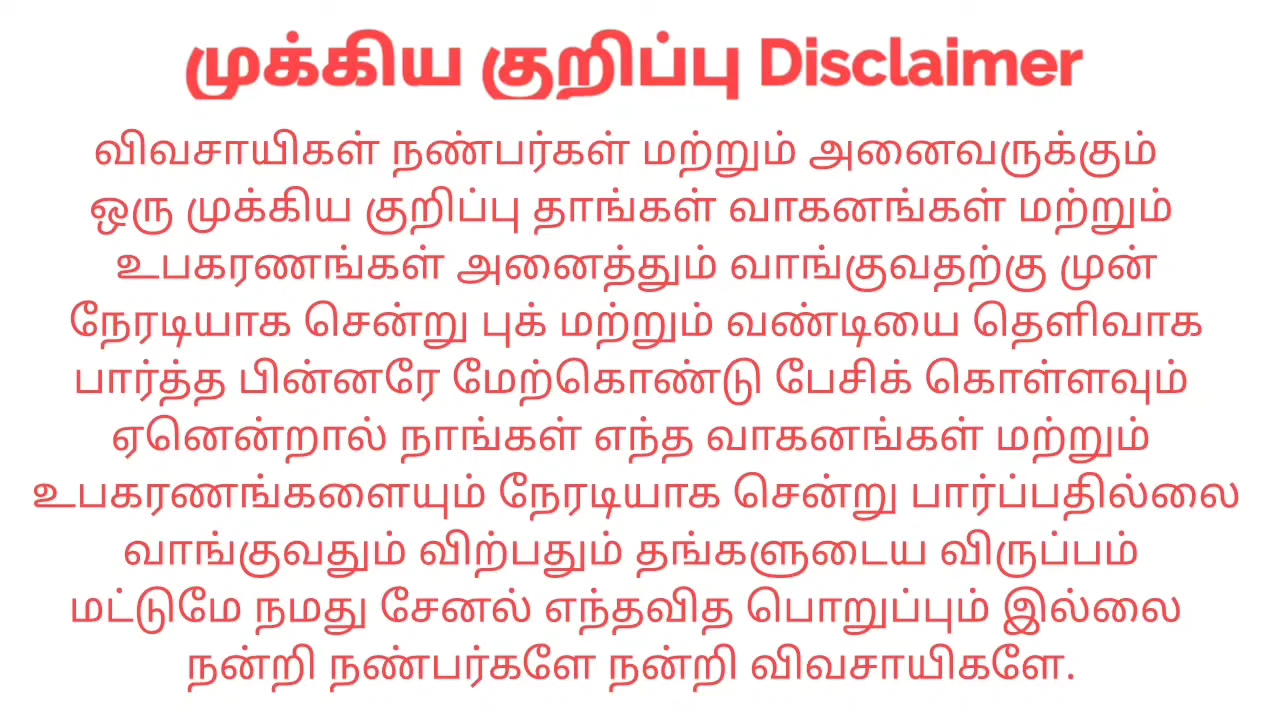 முக்கிய குறிப்பு Disclaimer
விவசாயிகள் நண்பர்கள் மற்றும் அனைவருக்கும்
ஒரு முக்கிய குறிப்பு தாங்கள் வாகனங்கள் மற்றும்
உபகரணங்கள் அனைத்தும் வாங்குவதற்கு முன்
நேரடியாக சென்று புக் மற்றும் வண்டியை தெளிவாக
பார்த்த பின்னரே மேற்கொண்டு பேசிக் கொள்ளவும்
ஏனென்றால் நாங்கள் எந்த வாகனங்கள் மற்றும்
உபகரணங்களையும் நேரடியாக சென்று பார்ப்பதில்லை
வாங்குவதும் விற்பதும் தங்களுடைய விருப்பம்
மட்டுமே நமது சேனல் எந்தவித பொறுப்பும் இல்லை
நன்றி நண்பர்களே நன்றி விவசாயிகளே.